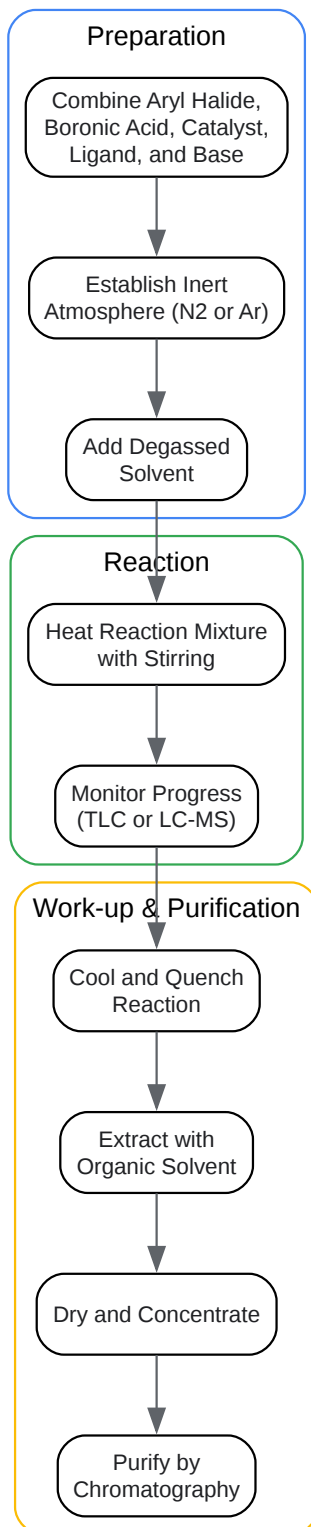 Preparation
Combine Aryl Halide,
Boronic Acid, Catalyst,
Ligand, and Base
Establish Inert
Atmosphere (N2 or Ar)
Add Degassed
Solvent
Reaction
Heat Reaction Mixture
with Stirring
Monitor Progress
(TLC or LC-MS)
Work-up & Purification
Cool and Quench
Reaction
Extract with
Organic Solvent
Dry and Concentrate
Purify by
Chromatography